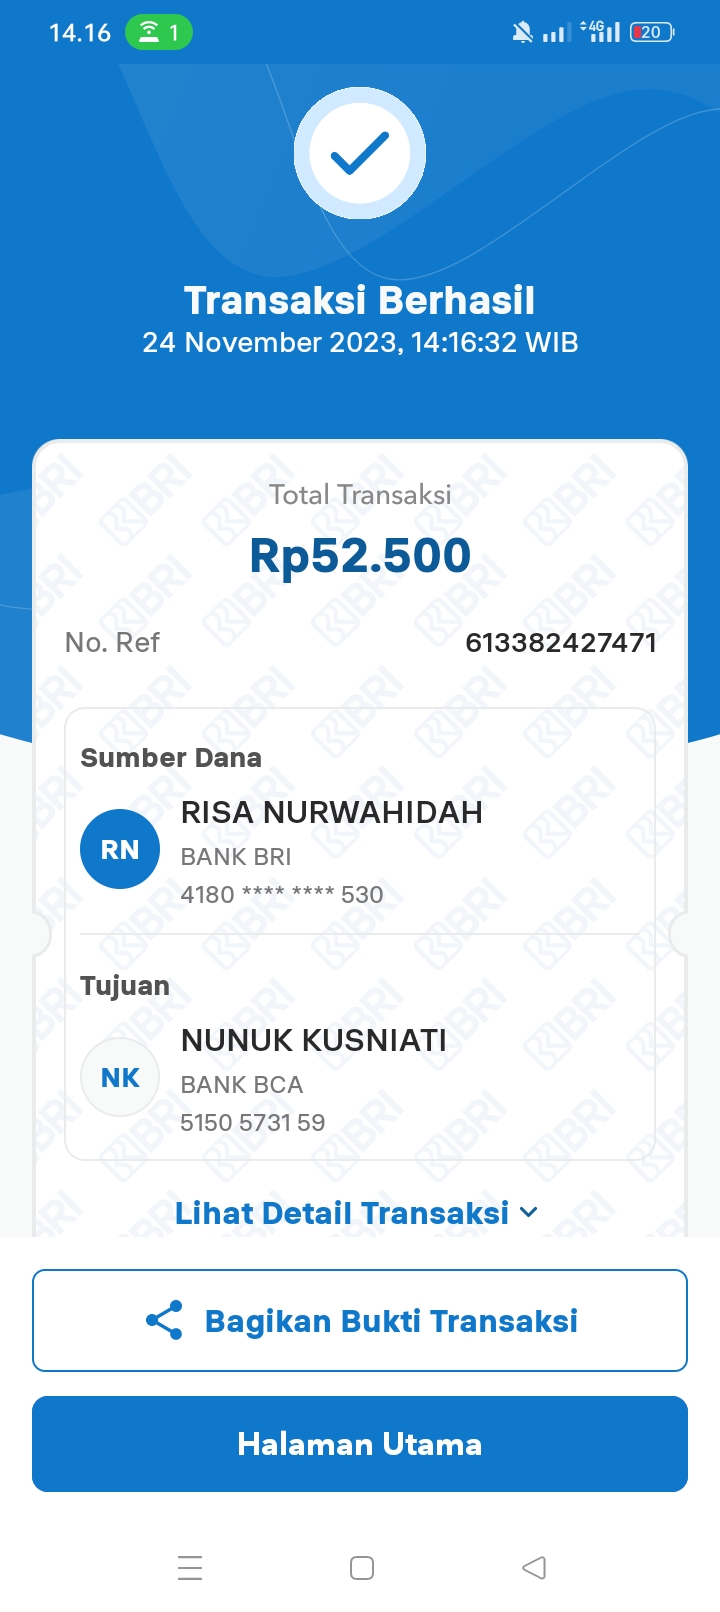 14.16 1 4G 20
Transaksi Berhasil
24 November 2023, 14:16:32 WIB
Total Transaksi
Rp52.500
No. Ref 613382427471
Sumber Dana
RN
RISA NURWAHIDAH
BANK BRI
4180 **** **** 530
Tujuan
NK
NUNUK KUSNIATI
BANK BCA
5150 5731 59
Lihat Detail Transaksi
Bagikan Bukti Transaksi
Halaman Utama
BRI